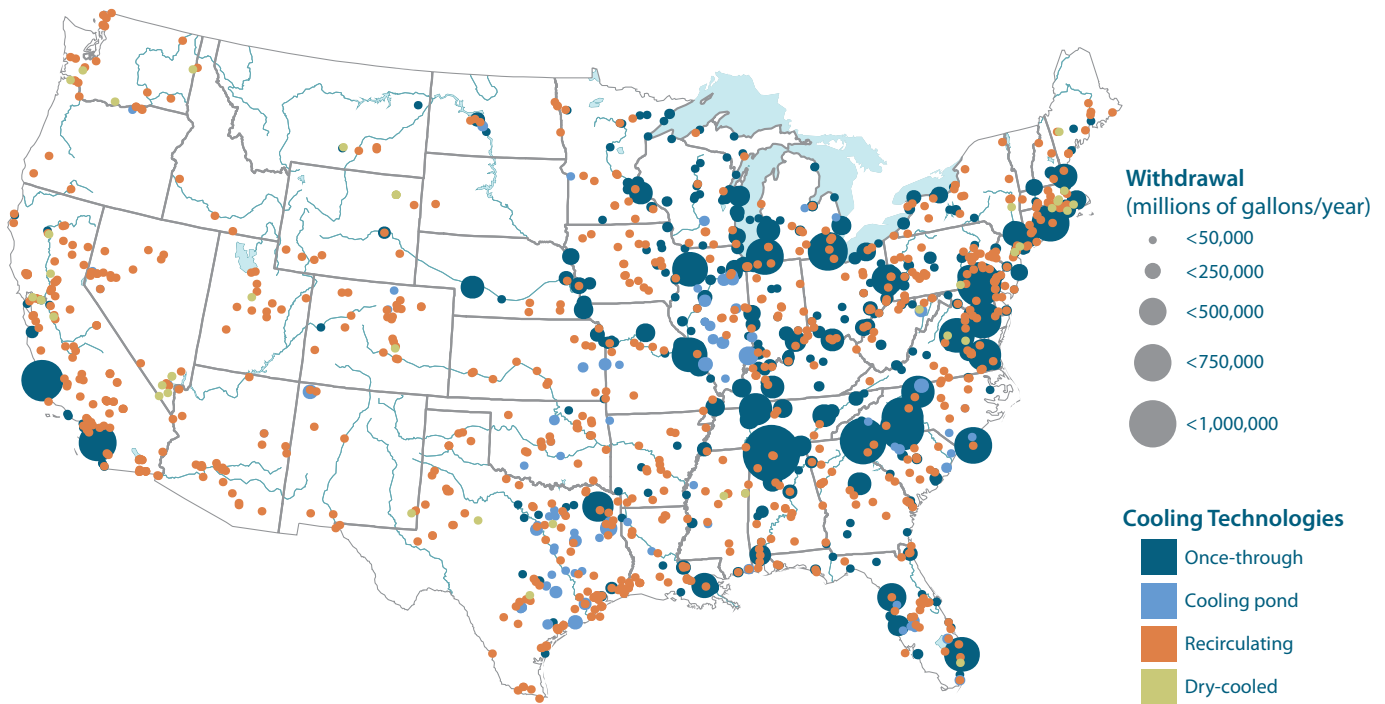 Withdrawal
(millions of gallons/year)
<50,000
<250,000
<500,000
<750,000
<1,000,000
Cooling Technologies
Once-through
Cooling pond
Recirculating
Dry-cooled